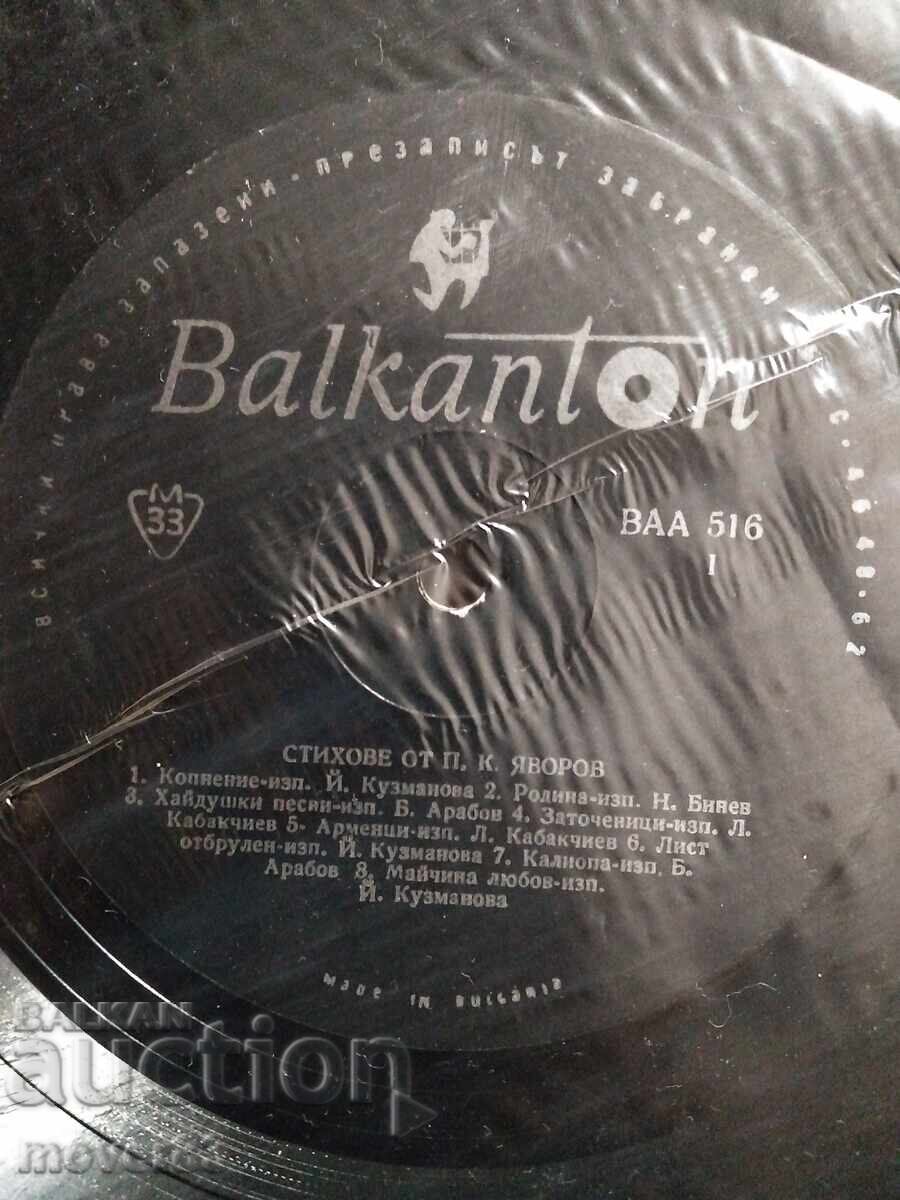 ВСИЧКИ ПРАВА ЗАПАЗЕНИ · ПРЕЗАПИСЪТ ЗАБРАНЕН
Balkanton
М
33
ВАА 516
I
СТИХОВЕ ОТ П. К. ЯВОРОВ
1. Копнение-изп. Й. Кузманова 2. Родина-изп. Н. Бинев
3. Хайдушки песни-изп. Б. Арабов 4. Заточеници-изп. Л.
Кабакчиев 5- Арменци-изп. Л. Кабакчиев 6. Лист
отбрулен-изп. Й. Кузманова 7. Калиопа-изп. Б.
Арабов 8. Майчина любов-изп.
Й. Кузманова
MADE IN BULGARIA
BALKAN
auction